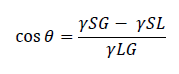 cos θ = (γSG − γSL) / γLG